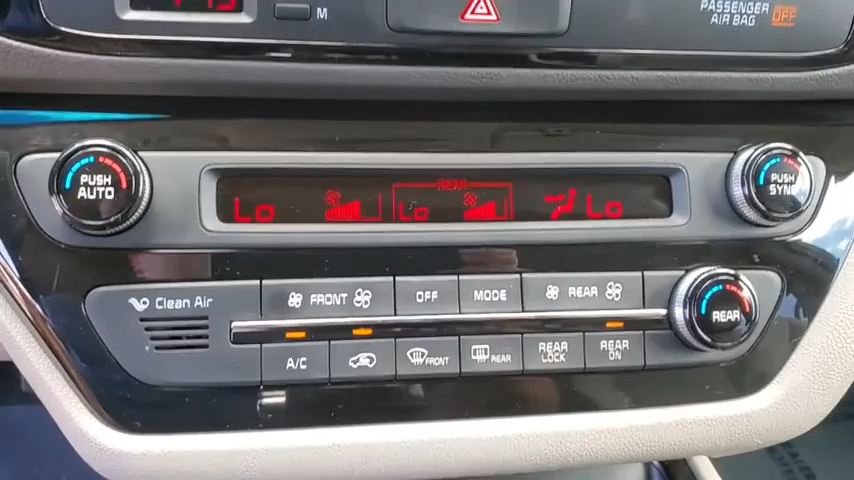 M
PASSENGER
AIR BAG OFF
PUSH
AUTO
Lo
REAR
Lo
Lo
PUSH
SYNC
Clean Air
FRONT
OFF
MODE
REAR
REAR
A/C
FRONT
REAR
REAR
LOCK
REAR
ON